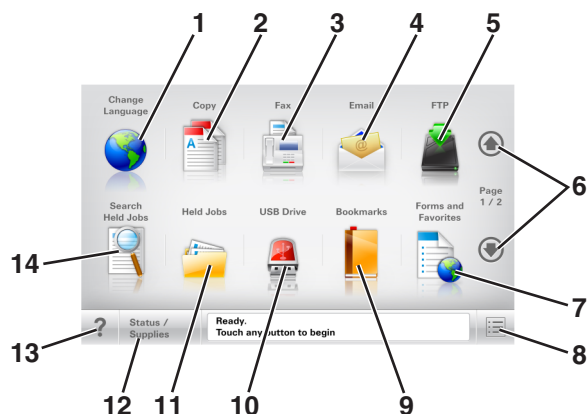 1 2 3 4 5
Change
Language
Copy
Fax
Email
FTP
A
@
6
Page
1 / 2
Search
Held Jobs
Held Jobs
USB Drive
Bookmarks
Forms and
Favorites
14
7
?
Status /
Supplies
Ready.
Touch any button to begin
8
13 12 11 10 9